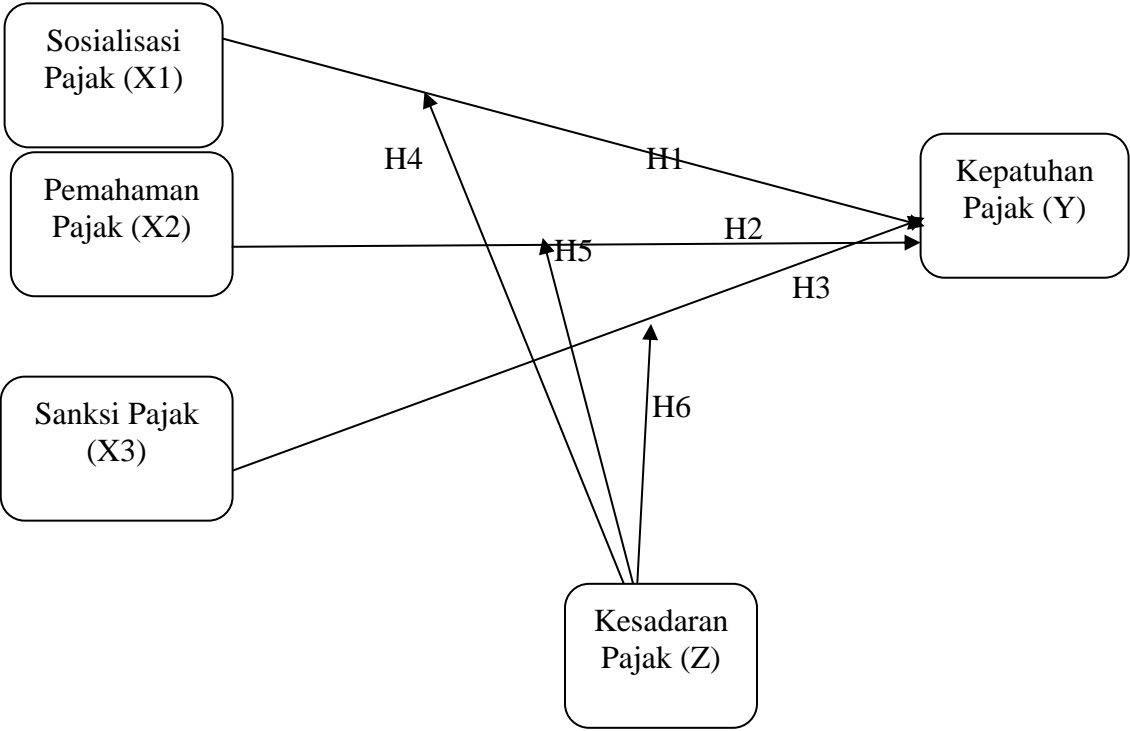 Sosialisasi
Pajak (X1)
H4
H1
Kepatuhan
Pajak (Y)
Pemahaman
Pajak (X2)
H2
H5
H3
Sanksi Pajak
(X3)
H6
Kesadaran
Pajak (Z)